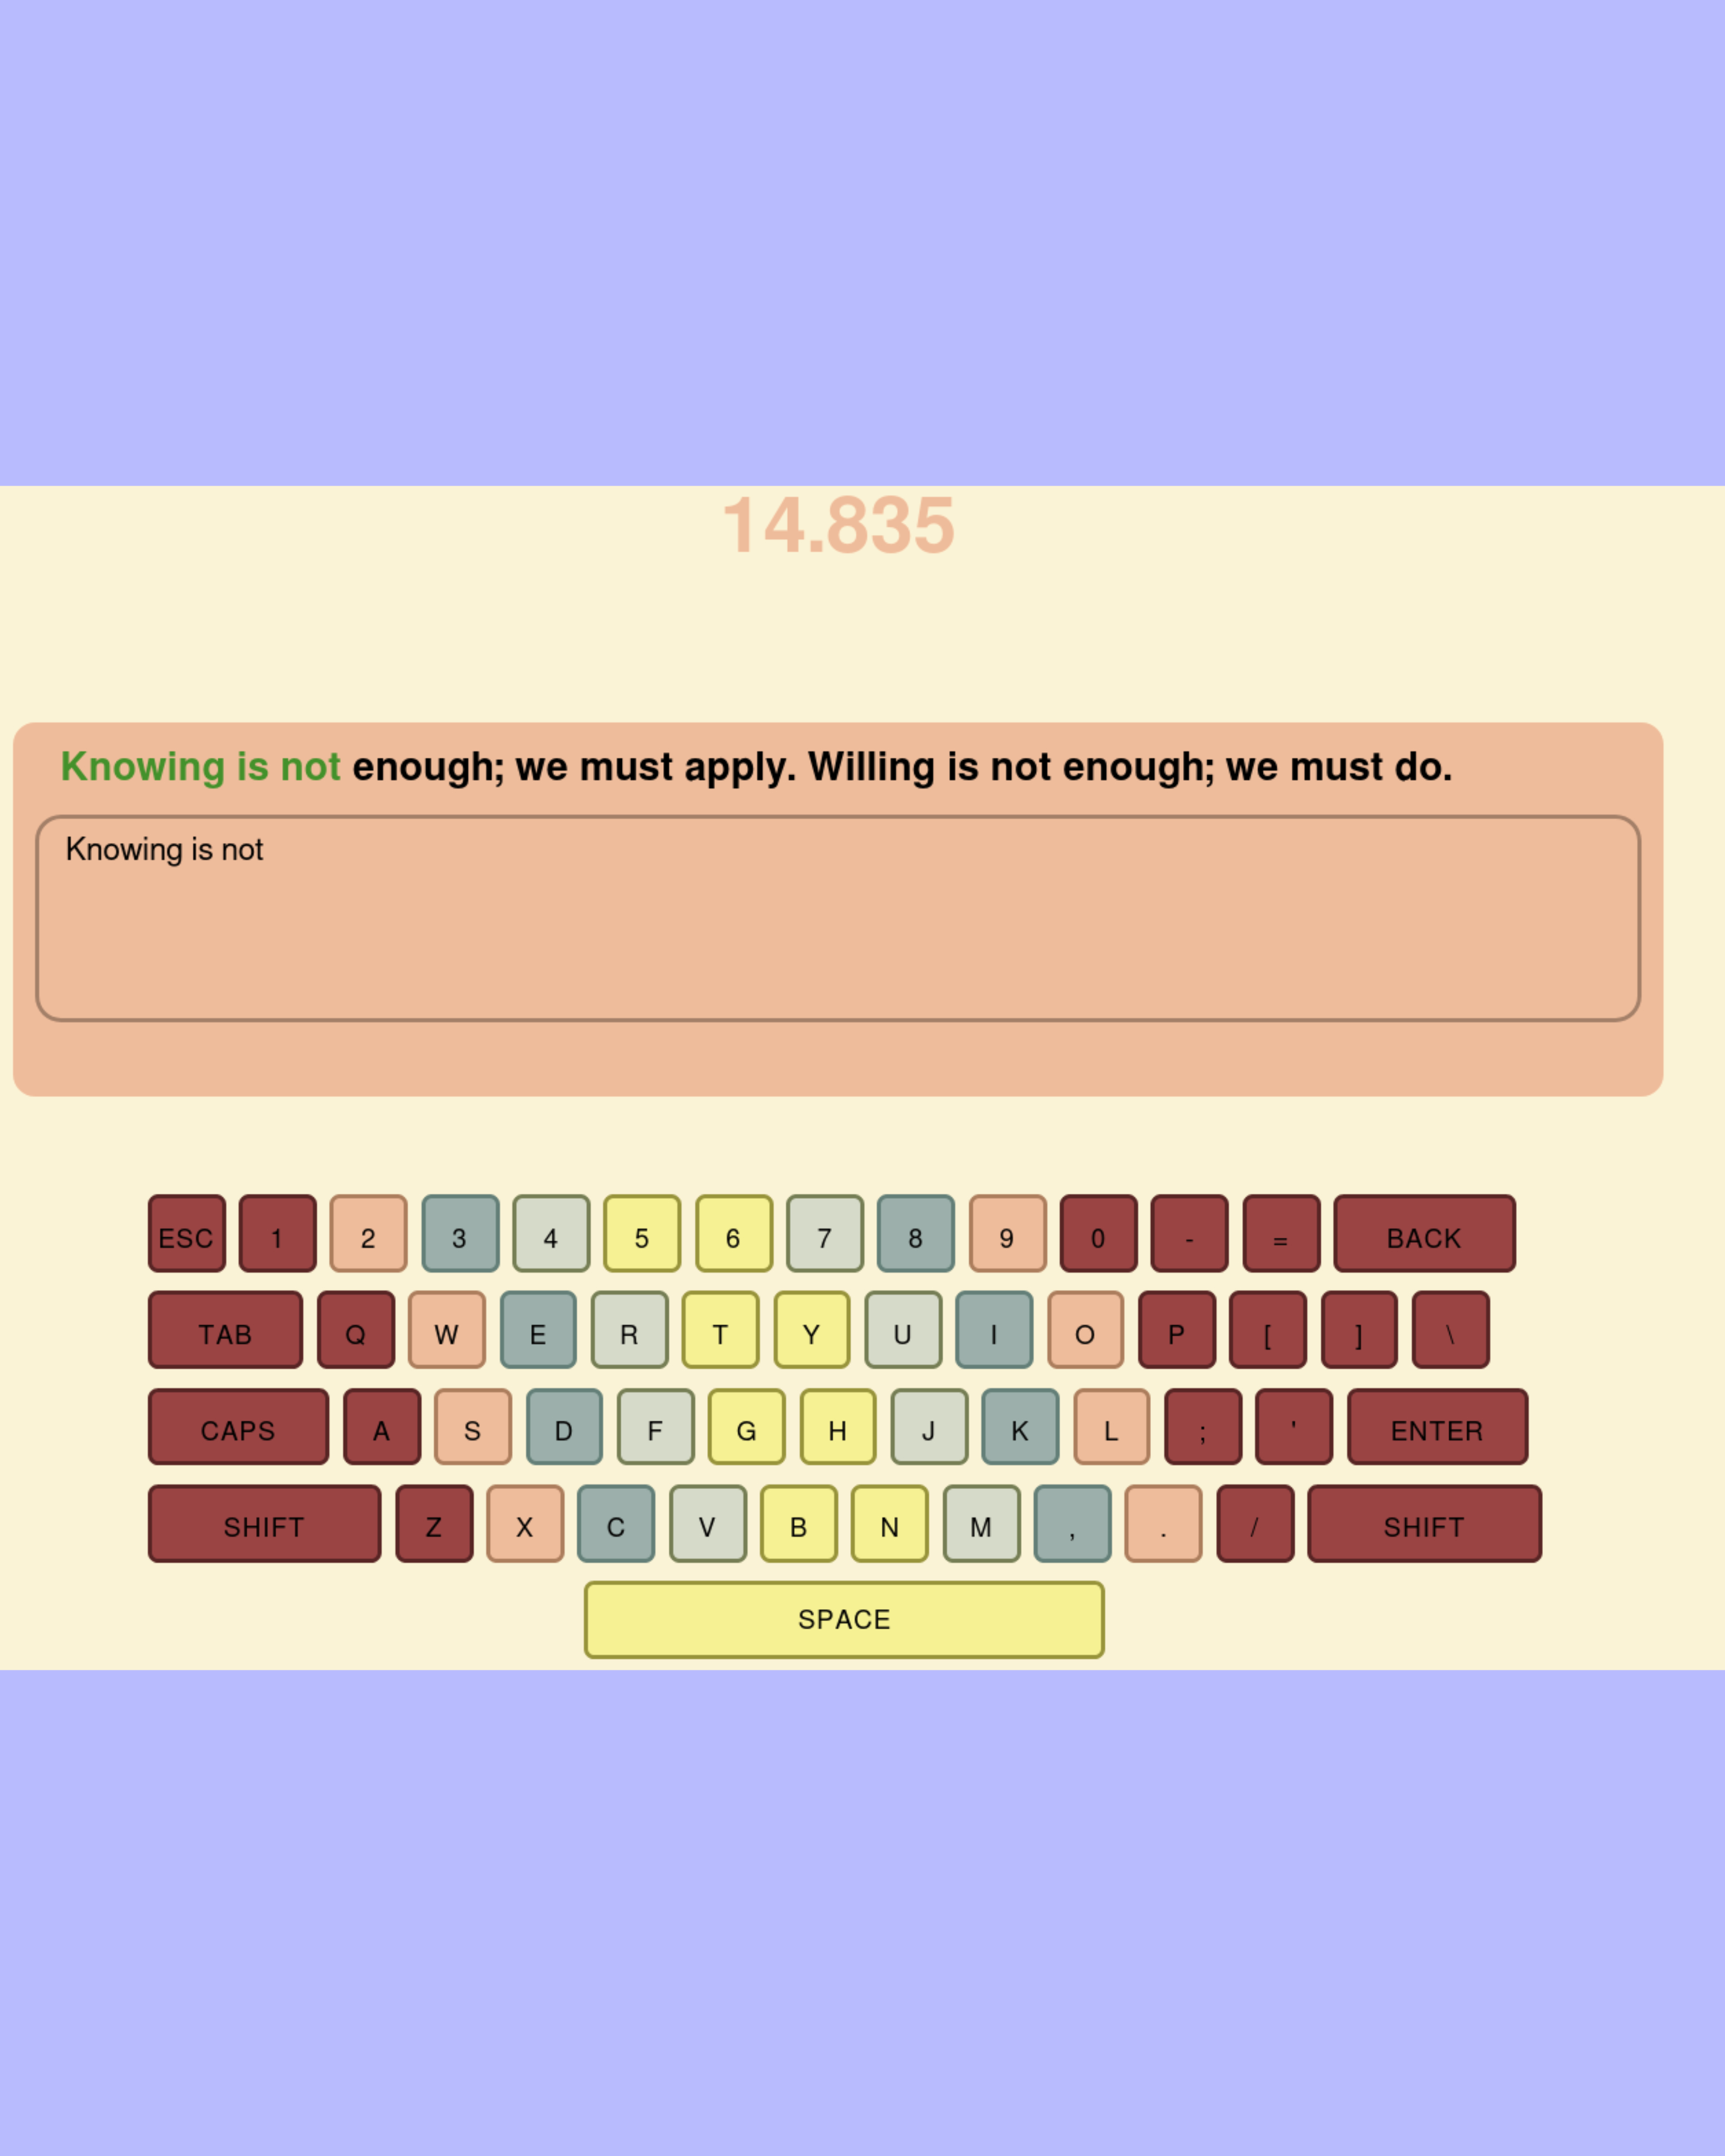 14.835
Knowing is not enough; we must apply. Willing is not enough; we must do.
Knowing is not
ESC 1 2 3 4 5 6 7 8 9 0 - = BACK
TAB Q W E R T Y U I O P [ ] \
CAPS A S D F G H J K L ; ' ENTER
SHIFT Z X C V B N M , . / SHIFT
SPACE